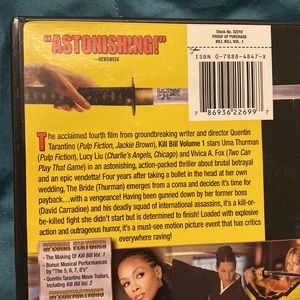 "ASTONISHING!"
—NEWSWEEK
Stock No. 32210
PROOF OF PURCHASE
KILL BILL VOL. 1
ISBN 0-7888-4847-X
7 86936 22699 7
The acclaimed fourth film from groundbreaking writer and director Quentin
Tarantino (Pulp Fiction, Jackie Brown), Kill Bill Volume 1 stars Uma Thurman
(Pulp Fiction), Lucy Liu (Charlie's Angels, Chicago) and Vivica A. Fox (Two Can
Play That Game) in an astonishing, action-packed thriller about brutal betrayal
and an epic vendetta! Four years after taking a bullet in the head at her own
wedding, The Bride (Thurman) emerges from a coma and decides it's time for
payback...with a vengeance! Having been gunned down by her former boss
(David Carradine) and his deadly squad of international assassins, it's a kill-or-
be-killed fight she didn't start but is determined to finish! Loaded with explosive
action and outrageous humor, it's a must-see motion picture event that has critics
everywhere raving!
SPECIAL FEATURES
• The Making Of Kill Bill Vol. 1
• Bonus Musical Performances
by "The 5, 6, 7, 8's"
• Quentin Tarantino Movie Trailers,
Including Kill Bill Vol. 2